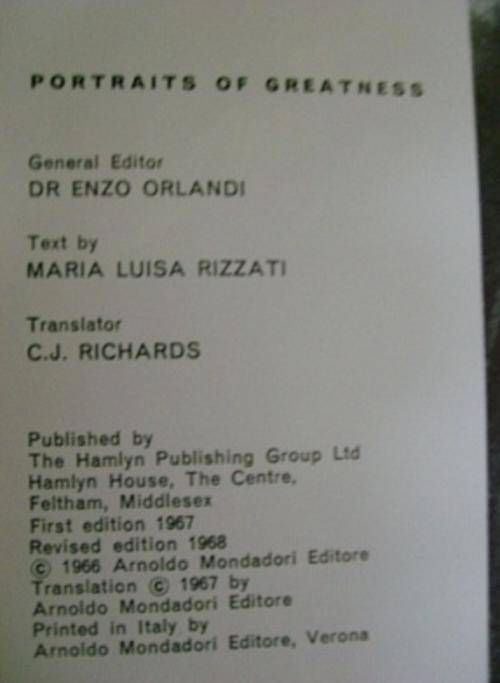 PORTRAITS OF GREATNESS
General Editor
DR ENZO ORLANDI
Text by
MARIA LUISA RIZZATI
Translator
C.J. RICHARDS
Published by
The Hamlyn Publishing Group Ltd
Hamlyn House, The Centre,
Feltham, Middlesex
First edition 1967
Revised edition 1968
© 1966 Arnoldo Mondadori Editore
Translation © 1967 by
Arnoldo Mondadori Editore
Printed in Italy by
Arnoldo Mondadori Editore, Verona